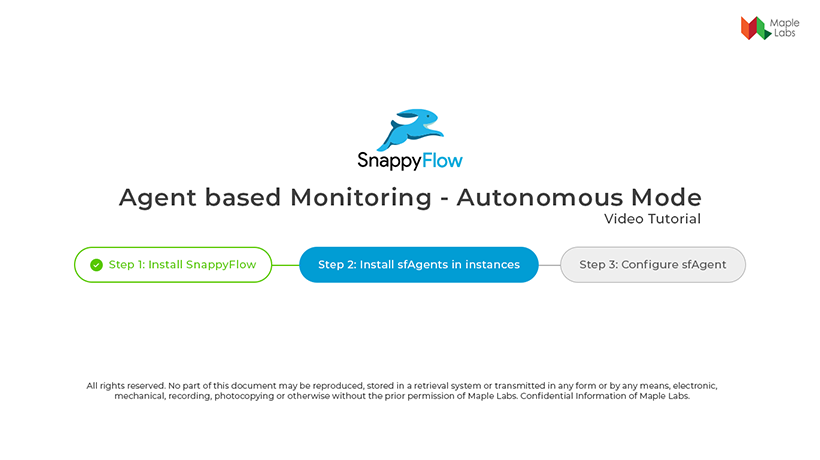 Maple
Labs
SnappyFlow
Agent based Monitoring - Autonomous Mode
Video Tutorial
Step 1: Install SnappyFlow
Step 2: Install sfAgents in instances
Step 3: Configure sfAgent
All rights reserved. No part of this document may be reproduced, stored in a retrieval system or transmitted in any form or by any means, electronic,
mechanical, recording, photocopying or otherwise without the prior permission of Maple Labs. Confidential Information of Maple Labs.